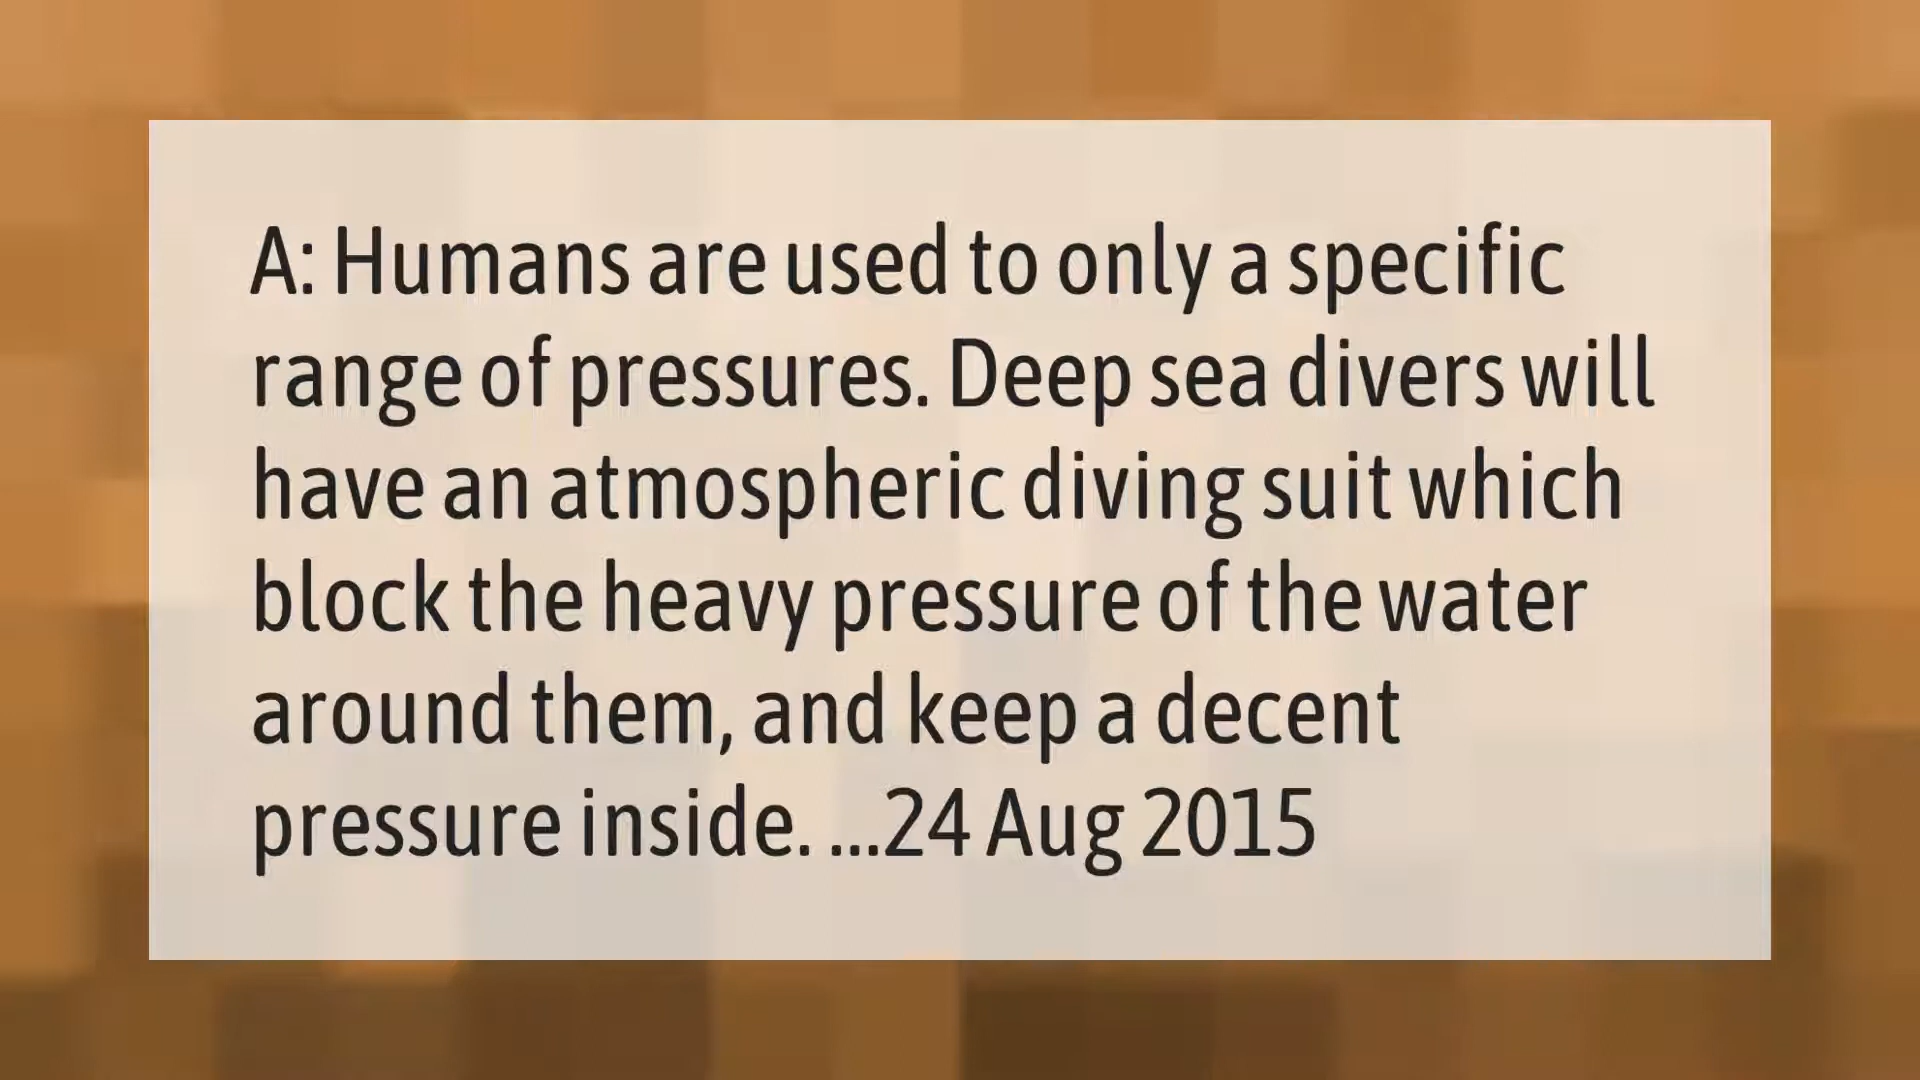 A: Humans are used to only a specific
range of pressures. Deep sea divers will
have an atmospheric diving suit which
block the heavy pressure of the water
around them, and keep a decent
pressure inside. ...24 Aug 2015